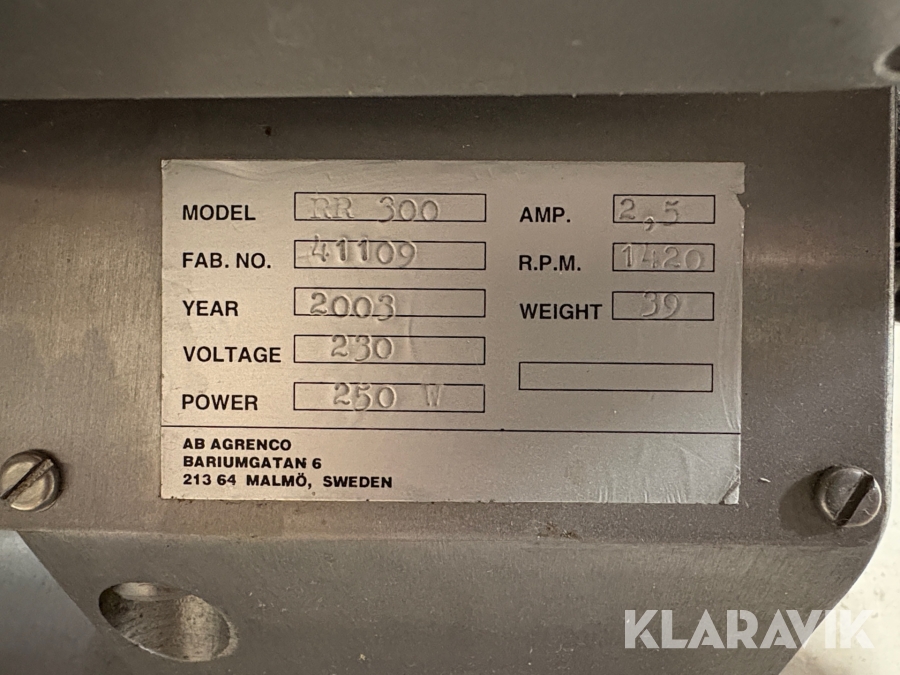 MODEL RR 300
FAB. NO. 41109
YEAR 2003
VOLTAGE 230
POWER 250 W
AMP. 2,5
R.P.M. 1420
WEIGHT 39
AB AGRENCO
BARIUMGATAN 6
213 64 MALMÖ, SWEDEN
KLARAVIK